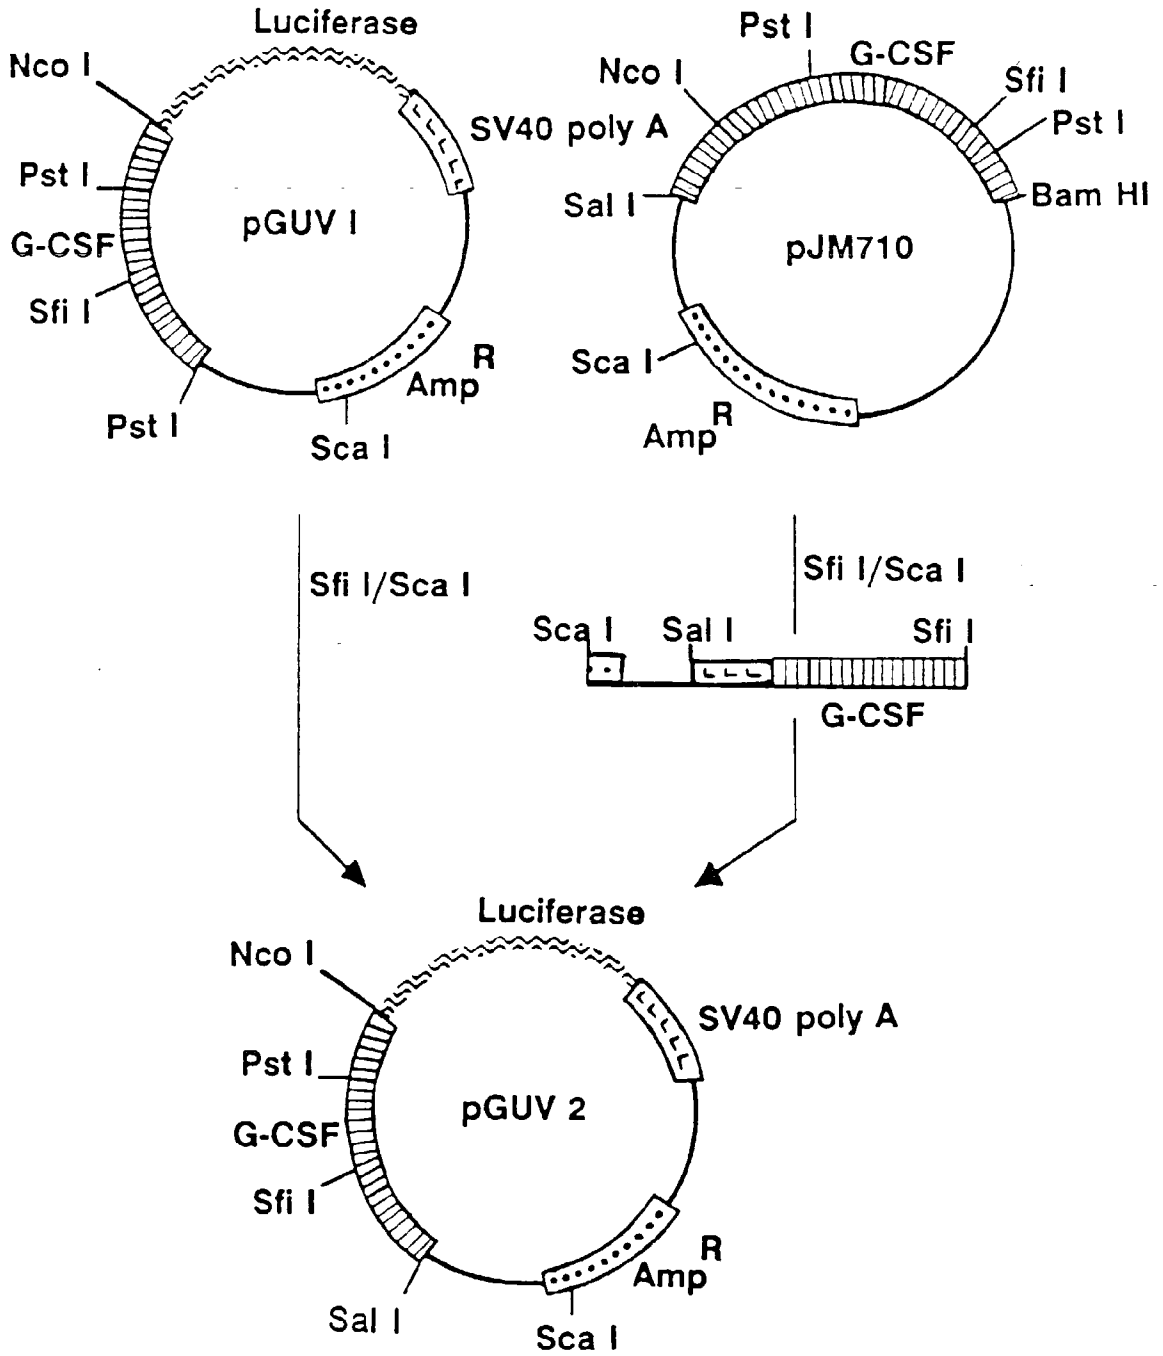 Luciferase
Nco I
SV40 poly A
Pst I
pGUV I
G-CSF
Sfi I
Pst I
Amp R
Sca I
Pst I
G-CSF
Nco I
Sfi I
Pst I
Sal I
Bam HI
pJM710
Sca I
Amp R
Sfi I/Sca I
Sfi I/Sca I
Sca I
Sal I
Sfi I
G-CSF
Luciferase
Nco I
SV40 poly A
Pst I
pGUV 2
G-CSF
Sfi I
Amp R
Sal I
Sca I